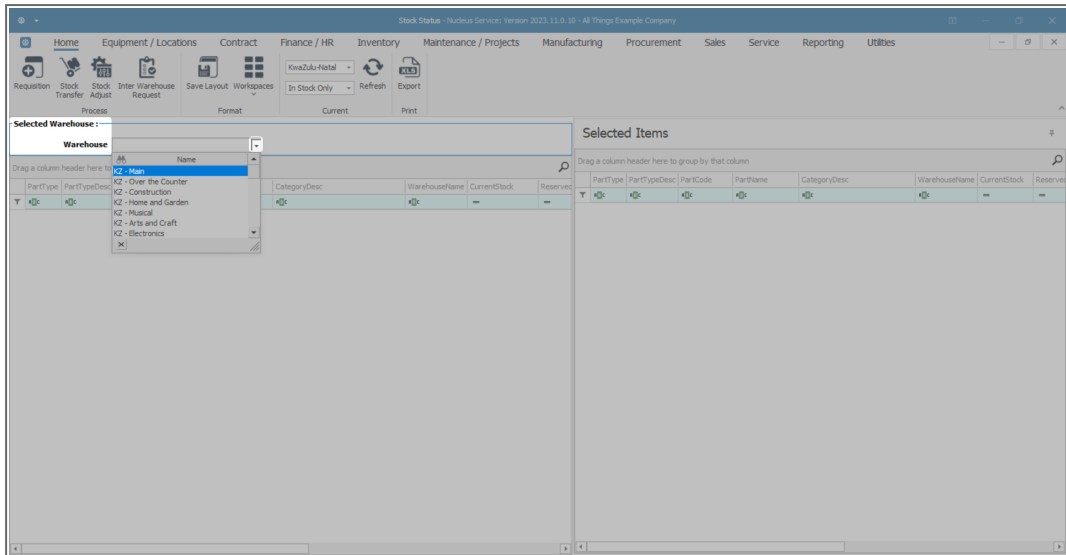 Stock Status - Nucleus Service: Version 2023.11.0.10 - All Things Example Company
Home Equipment / Locations Contract Finance / HR Inventory Maintenance / Projects Manufacturing Procurement Sales Service Reporting Utilities
Requisition Stock Transfer Stock Adjust Inter Warehouse Request Save Layout Workspaces KwaZulu-Natal In Stock Only Refresh Export
Process Format Current Print
Selected Warehouse :
Warehouse
Name
KZ - Main
KZ - Over the Counter
KZ - Construction
KZ - Home and Garden
KZ - Musical
KZ - Arts and Craft
KZ - Electronics
Drag a column header here to
PartType PartTypeDesc CategoryDesc WarehouseName CurrentStock Reserved
Selected Items
Drag a column header here to group by that column
PartType PartTypeDesc PartCode PartName CategoryDesc WarehouseName CurrentStock Reserved